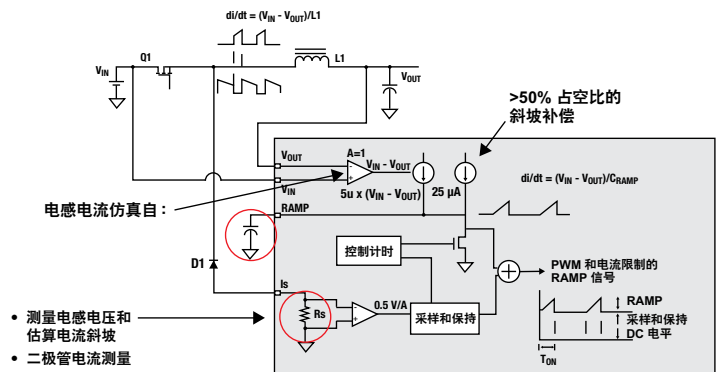 di/dt = (VIN - VOUT)/L1
Q1
L1
VIN
VOUT
>50% 占空比的
斜坡补偿
VOUT
A=1
VIN - VOUT
VIN
5u x (VIN - VOUT)
25 µA
di/dt = (VIN - VOUT)/CRAMP
电感电流仿真自：
RAMP
控制计时
D1
PWM 和电流限制的
RAMP 信号
Is
Rs
0.5 V/A
采样和保持
RAMP
采样和保持
DC 电平
TON
• 测量电感电压和
估算电流斜坡
• 二极管电流测量